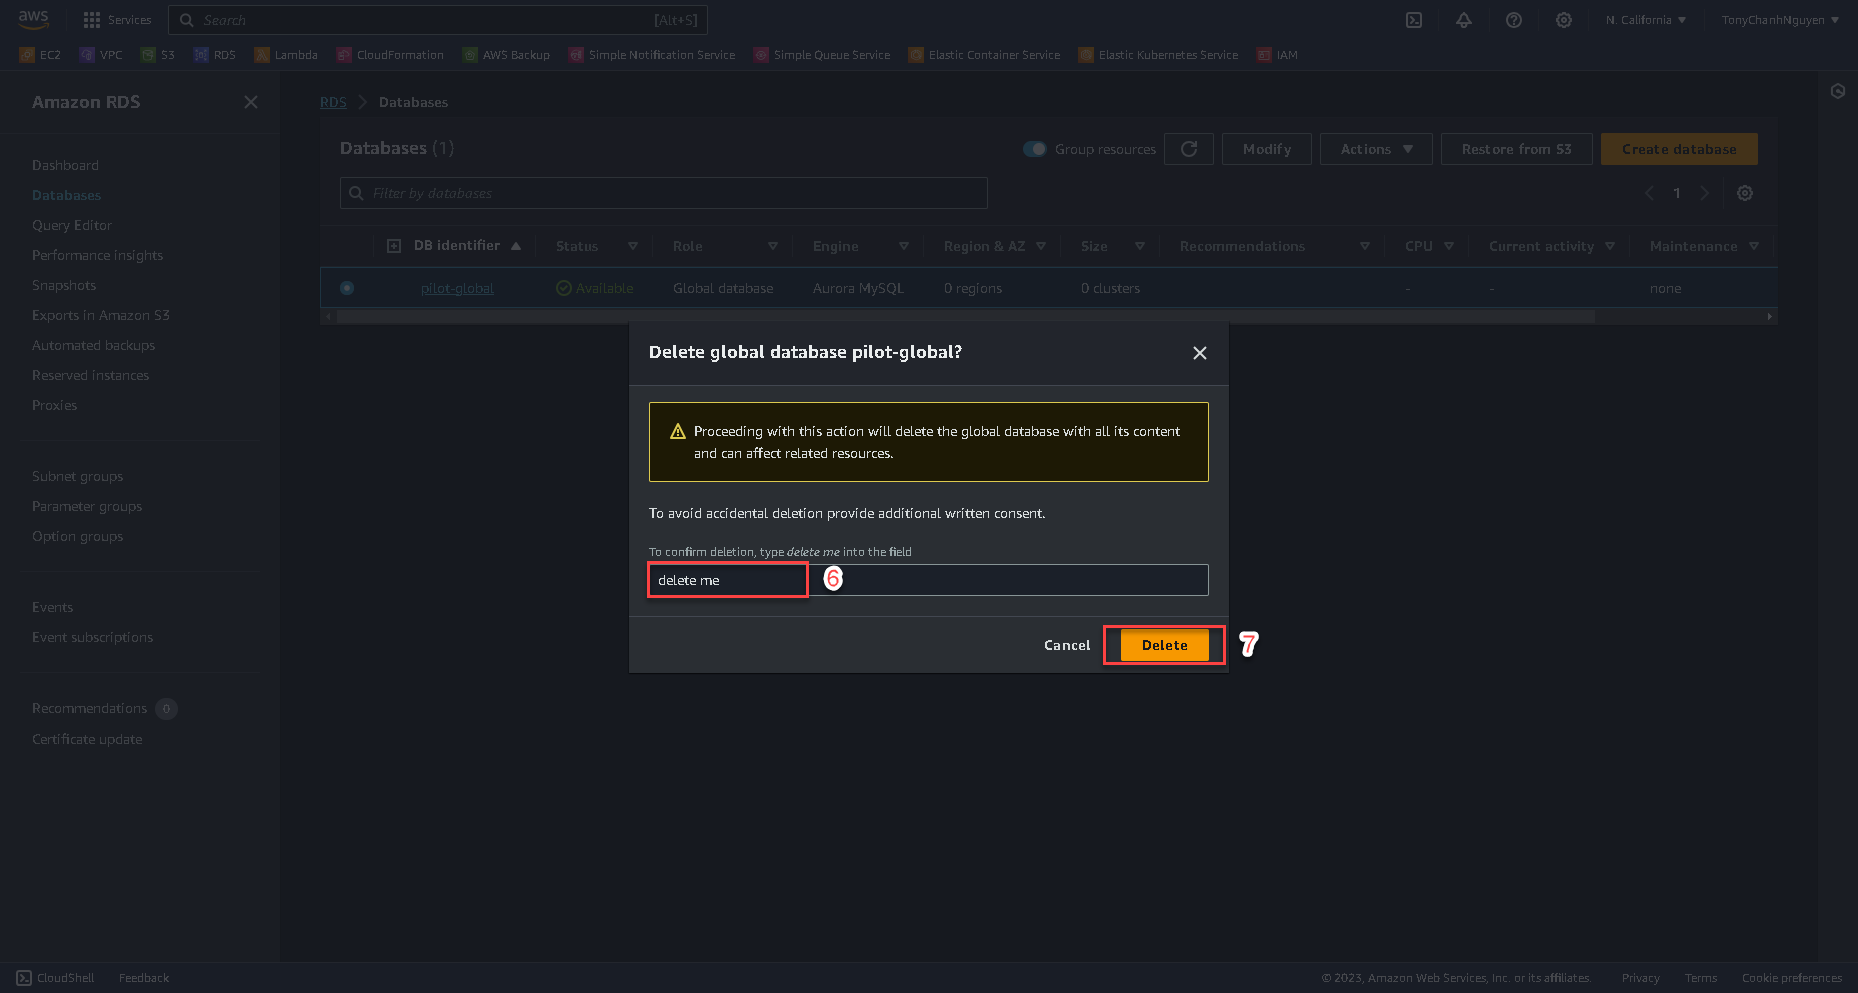 aws
Services
Search [Alt+S]
N. California
TonyChanhNguyen
EC2 VPC S3 RDS Lambda CloudFormation AWS Backup Simple Notification Service Simple Queue Service Elastic Container Service Elastic Kubernetes Service IAM
Amazon RDS
Dashboard
Databases
Query Editor
Performance insights
Snapshots
Exports in Amazon S3
Automated backups
Reserved instances
Proxies
Subnet groups
Parameter groups
Option groups
Events
Event subscriptions
Recommendations 0
Certificate update
RDS > Databases
Databases (1)
Group resources
Modify
Actions
Restore from S3
Create database
Filter by databases
1
DB identifier Status Role Engine Region & AZ Size Recommendations CPU Current activity Maintenance
pilot-global Available Global database Aurora MySQL 0 regions 0 clusters - - none
Delete global database pilot-global?
Proceeding with this action will delete the global database with all its content
and can affect related resources.
To avoid accidental deletion provide additional written consent.
To confirm deletion, type delete me into the field
delete me
6
Cancel
Delete
7
CloudShell Feedback
© 2023, Amazon Web Services, Inc. or its affiliates. Privacy Terms Cookie preferences